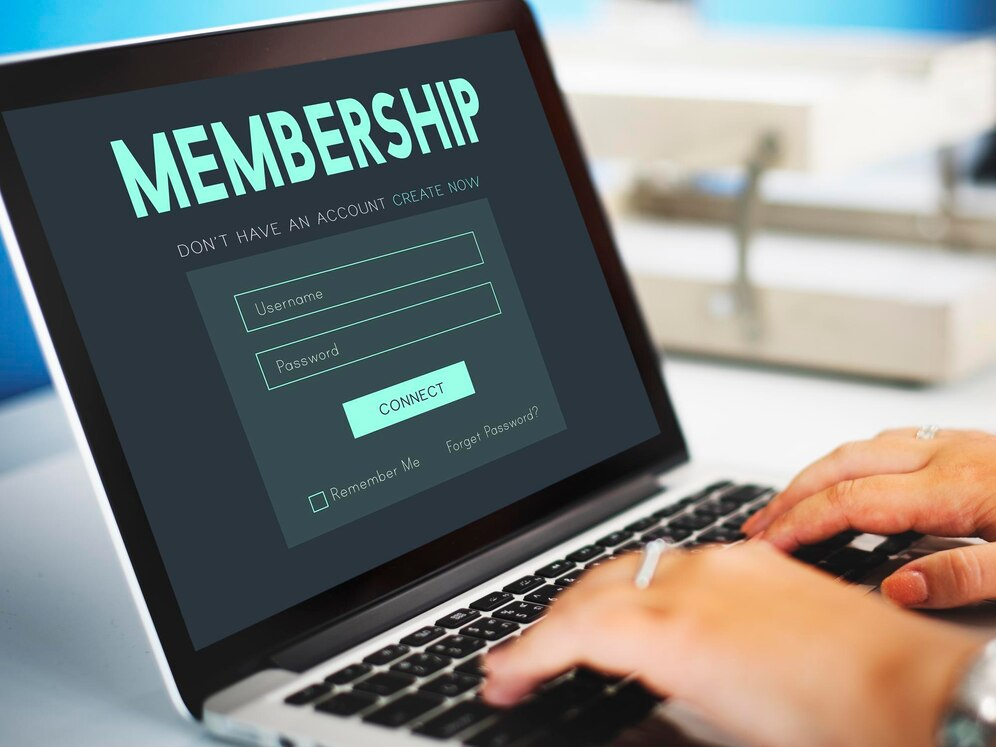 MEMBERSHIP
DON'T HAVE AN ACCOUNT CREATE NOW
Username
Password
CONNECT
Remember Me
Forget Password?